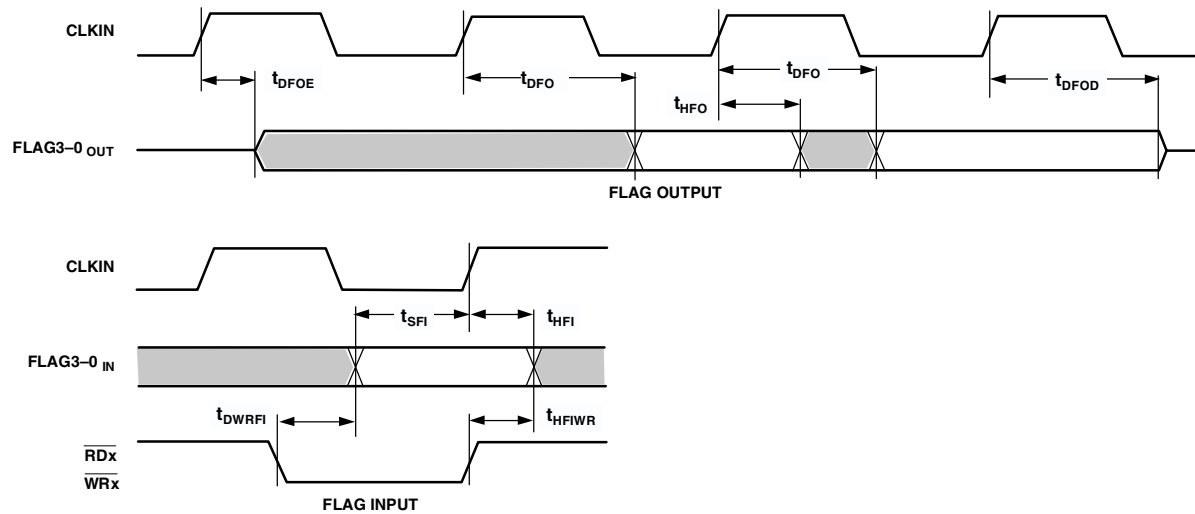 CLKIN
tDFOE
tDFO
tDFO
tHFO
tDFOD
FLAG3–0 OUT
FLAG OUTPUT
CLKIN
tSFI
tHFI
FLAG3–0 IN
tDWRFI
tHFIWR
RDx
WRx
FLAG INPUT